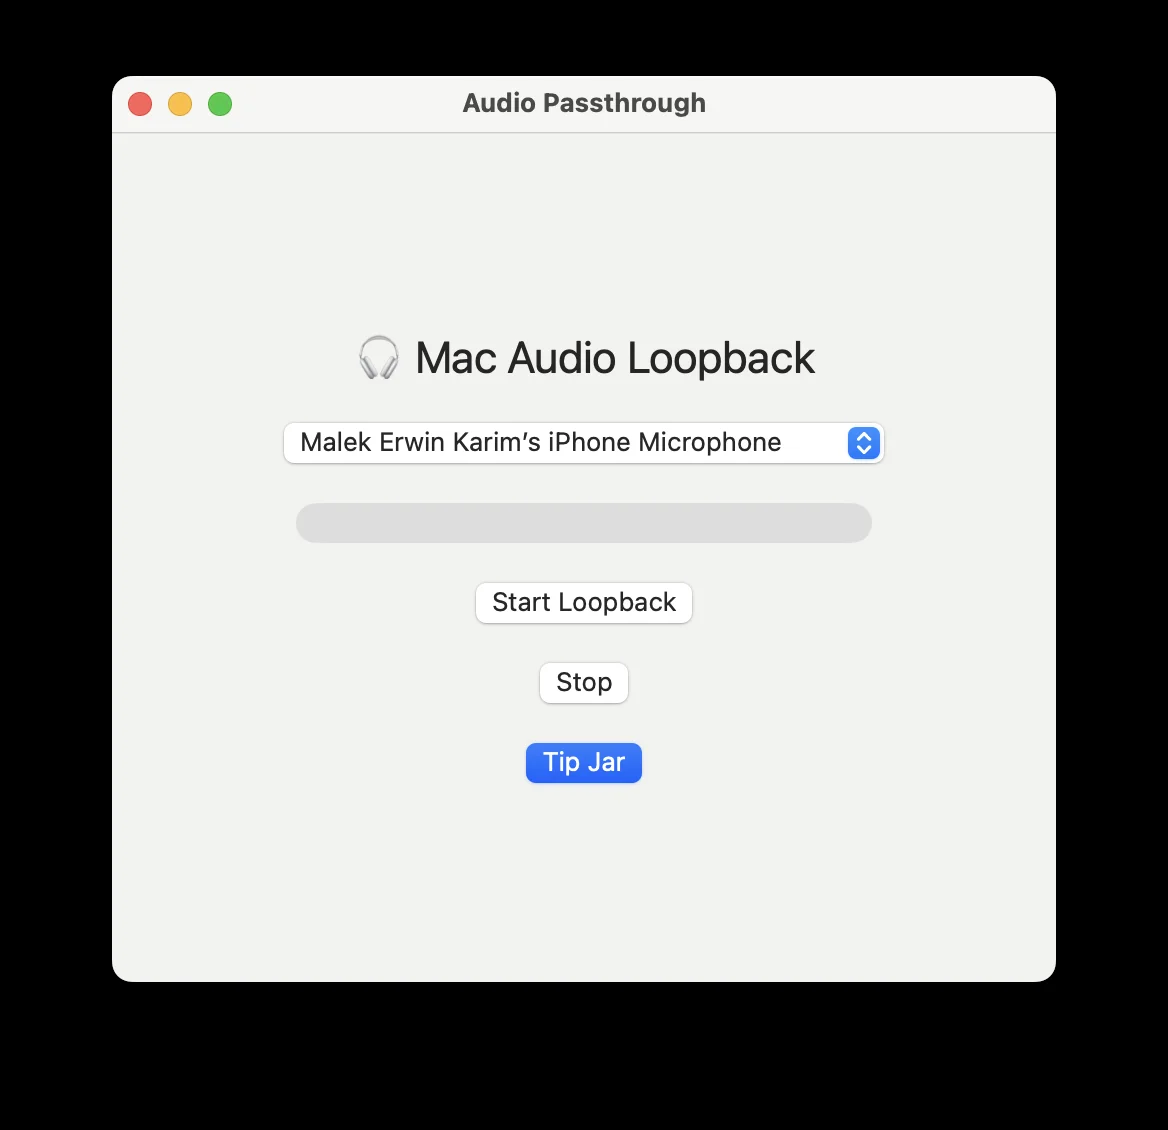 Audio Passthrough
🎧 Mac Audio Loopback
Malek Erwin Karim’s iPhone Microphone
Start Loopback
Stop
Tip Jar